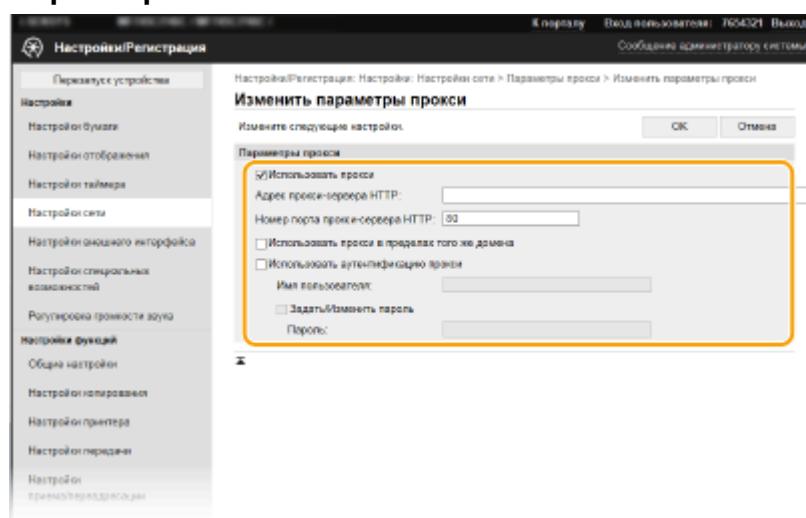 К порталу Вход пользователя: 7654321 Выход
Настройки/Регистрация
Сообщение администратору системы
Перезапуск устройства
Настройки
Настройки бумаги
Настройки отображения
Настройки таймера
Настройки сети
Настройки внешнего интерфейса
Настройки специальных
возможностей
Регулировка громкости звука
Настройки функций
Общие настройки
Настройки копирования
Настройки принтера
Настройки передачи
Настройки
приема/переадресации
Настройки/Регистрация: Настройки: Настройки сети > Параметры прокси > Изменить параметры прокси
Изменить параметры прокси
Измените следующие настройки.
OK Отмена
Параметры прокси
Использовать прокси
Адрес прокси-сервера HTTP:
Номер порта прокси-сервера HTTP: 80
Использовать прокси в пределах того же домена
Использовать аутентификацию прокси
Имя пользователя:
Задать/Изменить пароль
Пароль: